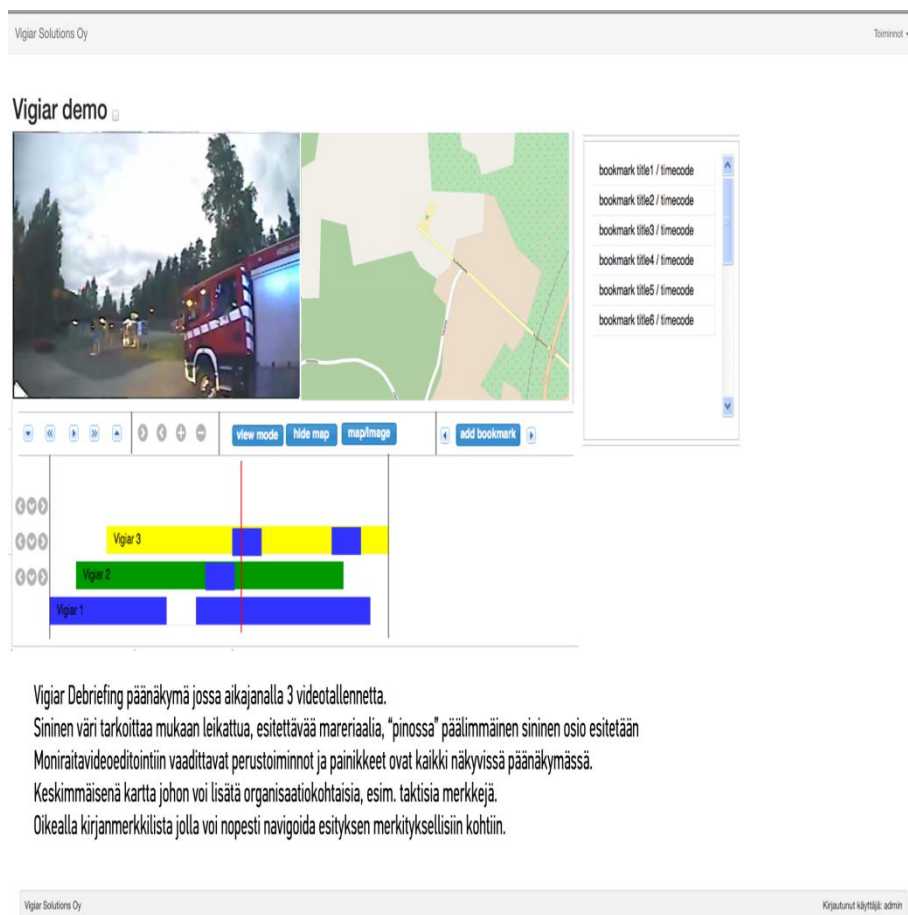 Vigiar Solutions Oy
Toiminnot
Vigiar demo
bookmark title1 / timecode
bookmark title2 / timecode
bookmark title3 / timecode
bookmark title4 / timecode
bookmark title5 / timecode
bookmark title6 / timecode
view mode
hide map
map/image
add bookmark
Vigiar 3
Vigiar 2
Vigiar 1
Vigiar Debriefing päänäkymä jossa aikajanalla 3 videotallennetta.
Sininen väri tarkoittaa mukaan leikattua, esitettävää mareriaalia, “pinossa” päälimmäinen sininen osio esitetään
Moniraitavideoeditointiin vaadittavat perustoiminnot ja painikkeet ovat kaikki näkyvissä päänäkymässä.
Keskimmäisenä kartta johon voi lisätä organisaatiokohtaisia, esim. taktisia merkkejä.
Oikealla kirjanmerkkilista jolla voi nopesti navigoida esityksen merkityksellisiin kohtiin.
Vigiar Solutions Oy
Kirjautunut käyttäjä: admin